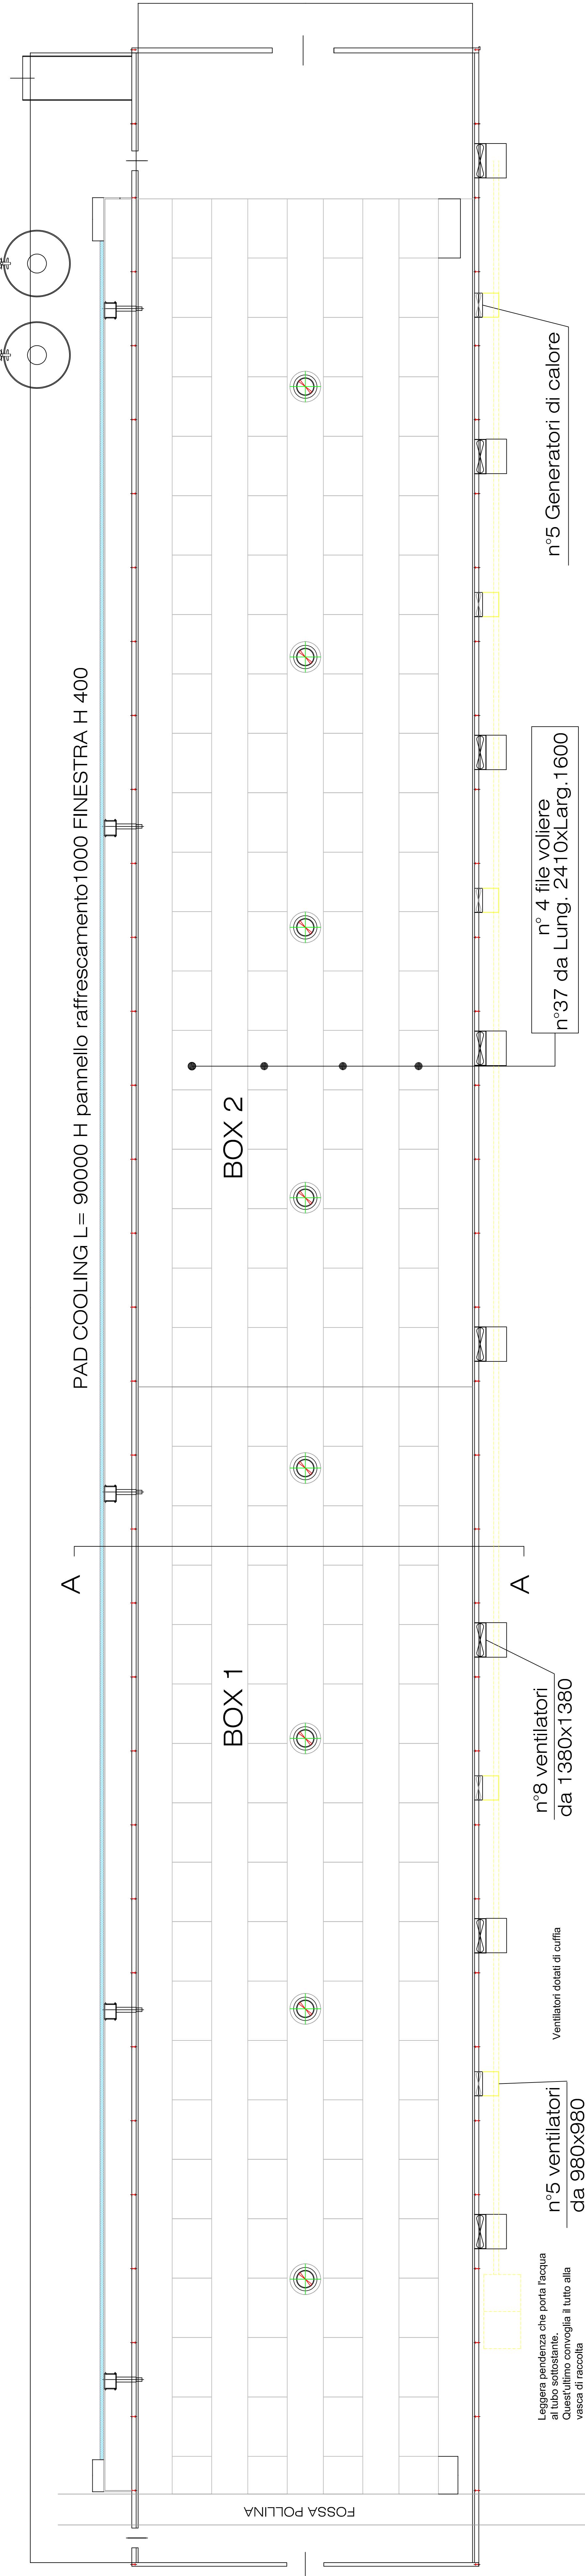 PAD COOLING L= 90000 H pannello raffrescamento1000 FINESTRA H 400
n°5 Generatori di calore
n° 4 file voliere
n°37 da Lung. 2410xLarg.1600
BOX 2
A
A
BOX 1
n°8 ventilatori
da 1380x1380
Ventilatori dotati di cuffia
n°5 ventilatori
da 980x980
Leggera pendenza che porta l'acqua
al tubo sottostante.
Quest'ultimo convoglia il tutto alla
vasca di raccolta
FOSSA POLLINA